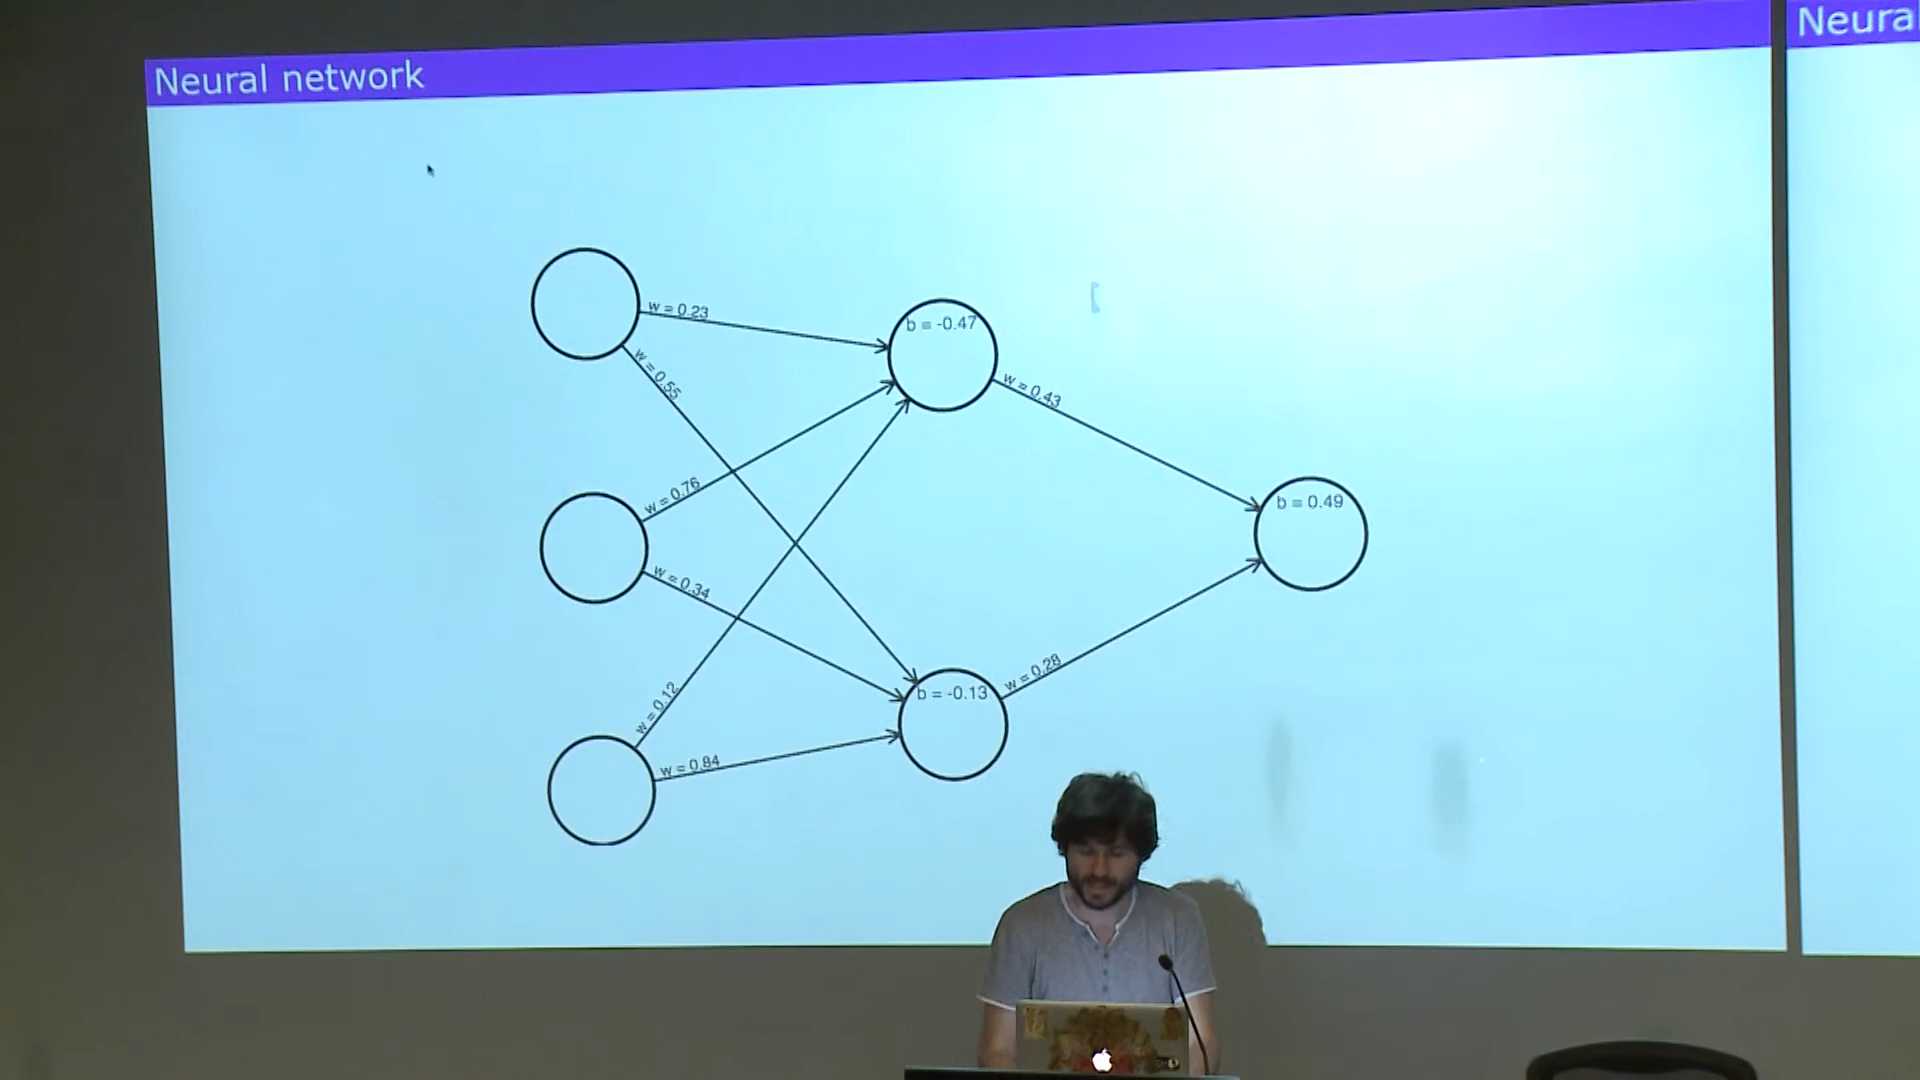 Neural network
Neura
w = 0.23
b = -0.47
w = 0.55
w = 0.43
w = 0.76
b = 0.49
w = 0.34
w = 0.12
b = -0.13
w = 0.28
w = 0.84